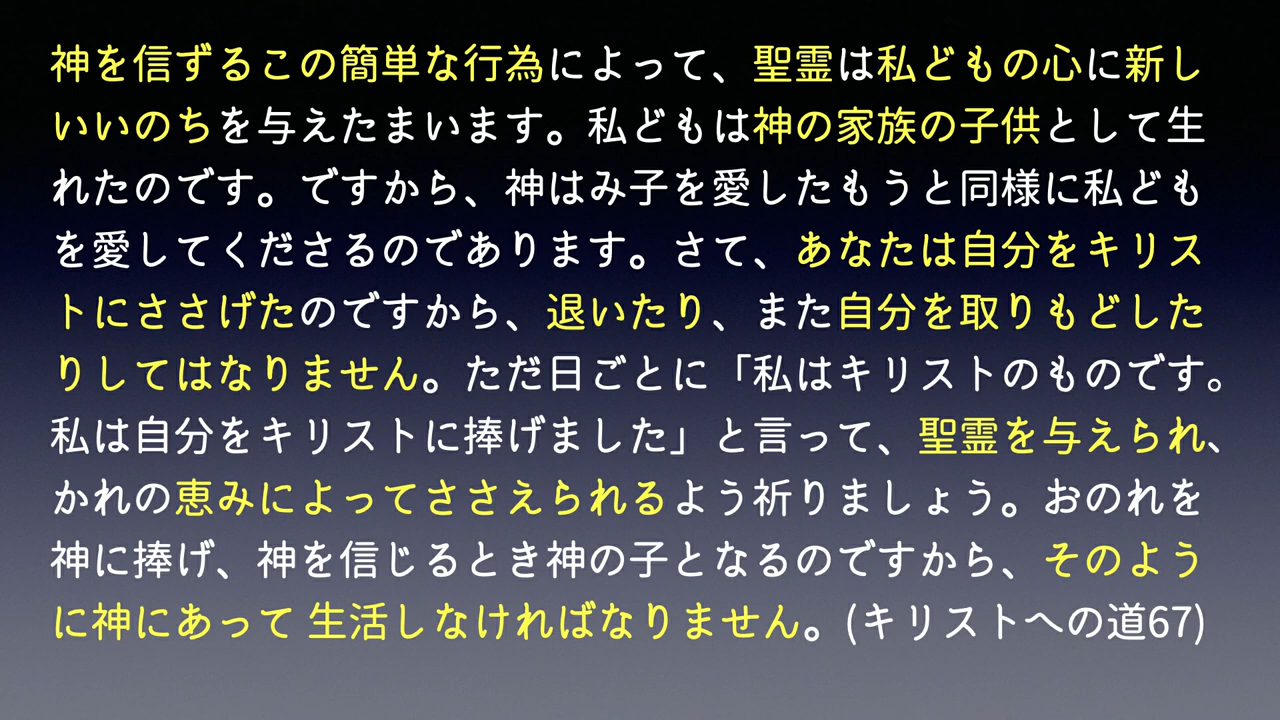 神を信ずるこの簡単な行為によって、聖霊は私どもの心に新し
いいのちを与えたまいます。私どもは神の家族の子供として生
れたのです。ですから、神はみ子を愛したもうと同様に私ども
を愛してくださるのであります。さて、あなたは自分をキリス
トにささげたのですから、退いたり、また自分を取りもどした
りしてはなりません。ただ日ごとに「私はキリストのものです。
私は自分をキリストに捧げました」と言って、聖霊を与えられ、
かれの恵みによってささえられるよう祈りましょう。おのれを
神に捧げ、神を信じるとき神の子となるのですから、そのよう
に神にあって 生活しなければなりません。(キリストへの道67)